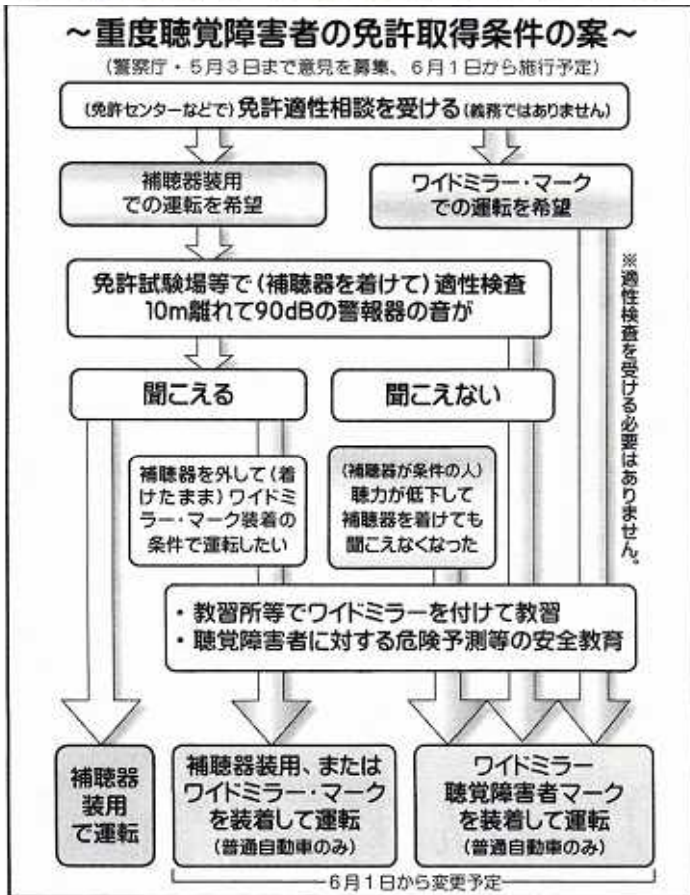 ～重度聴覚障害者の免許取得条件の案～
(警察庁・5月3日まで意見を募集、6月1日から施行予定)
(免許センターなどで)免許適性相談を受ける(義務ではありません)
補聴器装用
での運転を希望
ワイドミラー・マーク
での運転を希望
免許試験場等で(補聴器を着けて)適性検査
10m離れて90dBの警報器の音が
※適性検査を受ける必要はありません。
聞こえる
聞こえない
補聴器を外して(着
けたまま)ワイドミ
ラー・マーク装着の
条件で運転したい
(補聴器が条件の人)
聴力が低下して
補聴器を着けても
聞こえなくなった
・教習所等でワイドミラーを付けて教習
・聴覚障害者に対する危険予測等の安全教育
補聴器
装用
で運転
補聴器装用、または
ワイドミラー・マーク
を装着して運転
(普通自動車のみ)
ワイドミラー
聴覚障害者マーク
を装着して運転
(普通自動車のみ)
6月1日から変更予定